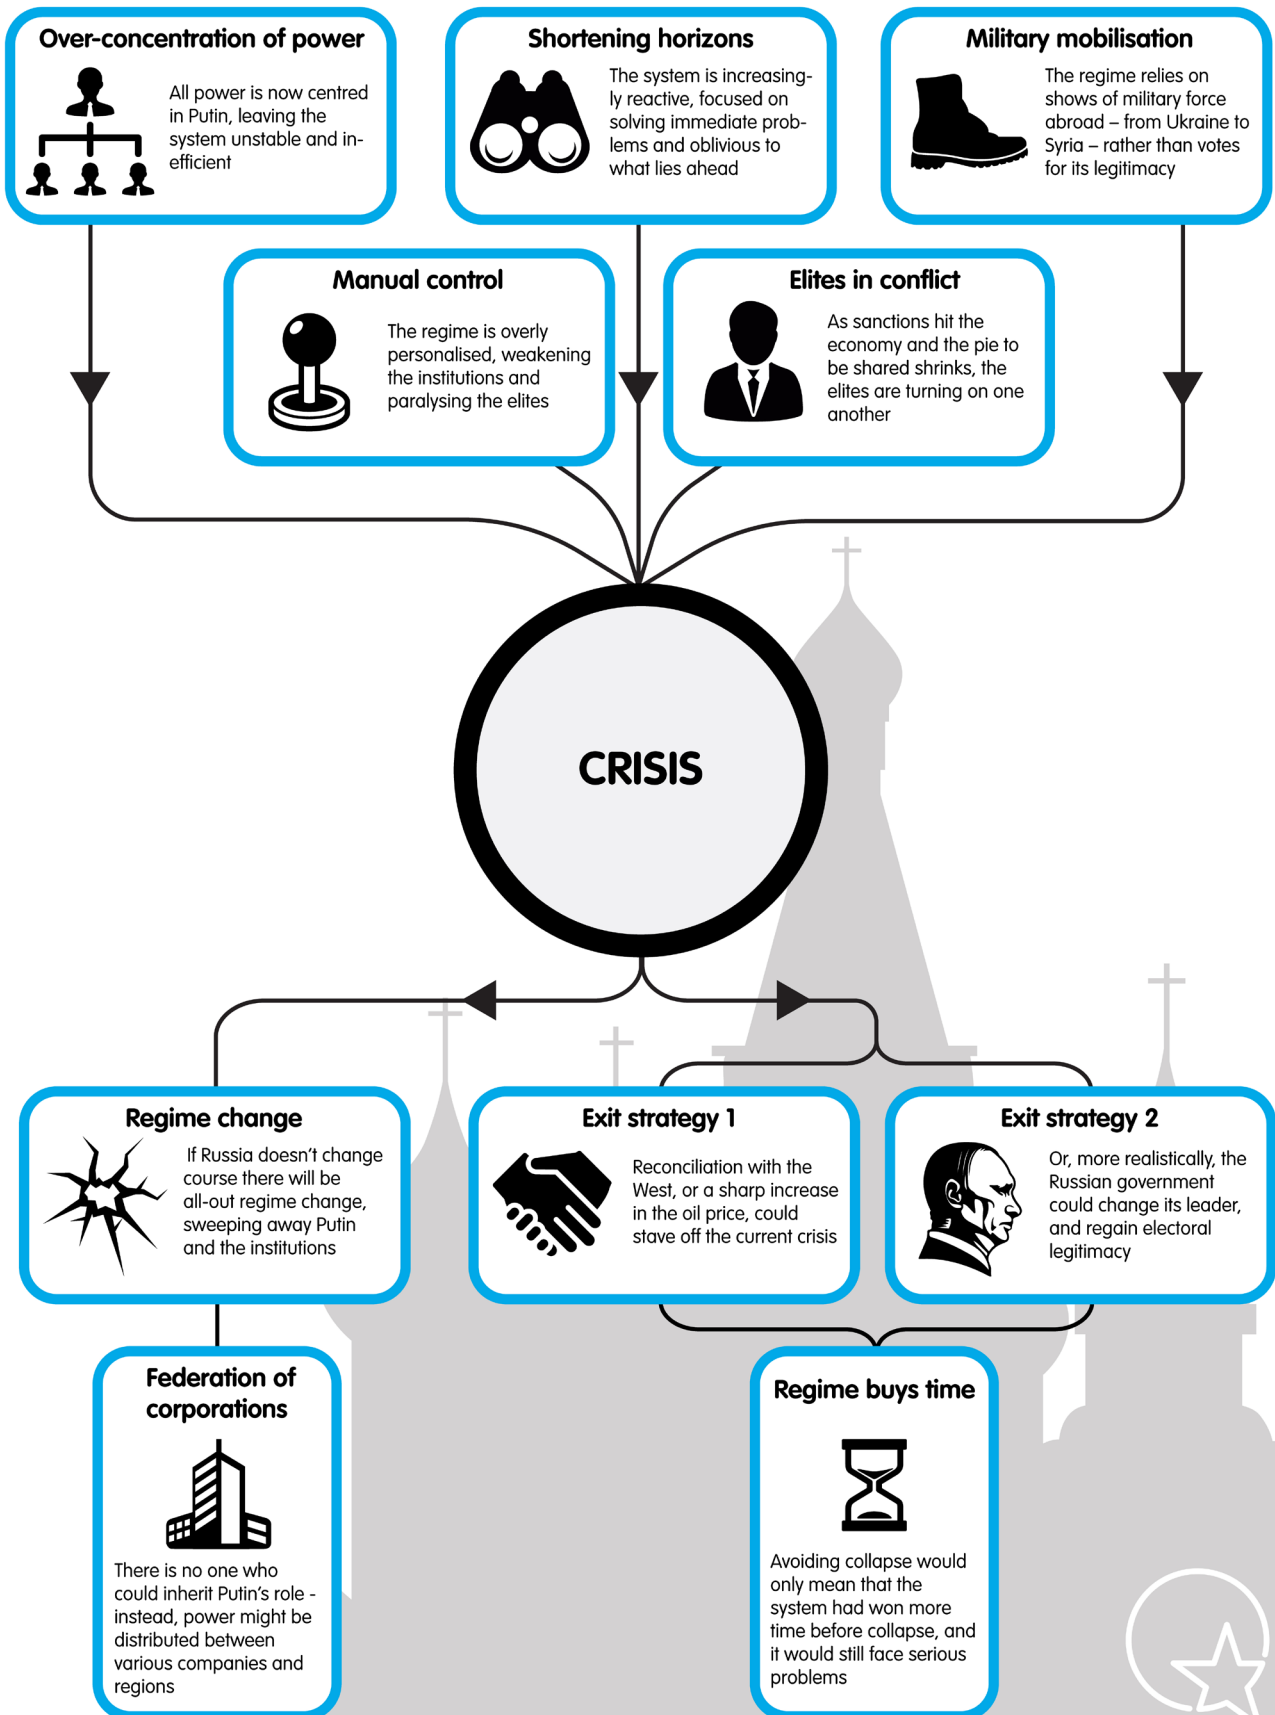 Over-concentration of power
All power is now centred
in Putin, leaving the
system unstable and in-
efficient
Shortening horizons
The system is increasing-
ly reactive, focused on
solving immediate prob-
lems and oblivious to
what lies ahead
Military mobilisation
The regime relies on
shows of military force
abroad – from Ukraine to
Syria – rather than votes
for its legitimacy
Manual control
The regime is overly
personalised, weakening
the institutions and
paralysing the elites
Elites in conflict
As sanctions hit the
economy and the pie to
be shared shrinks, the
elites are turning on one
another
CRISIS
Regime change
If Russia doesn't change
course there will be
all-out regime change,
sweeping away Putin
and the institutions
Exit strategy 1
Reconciliation with the
West, or a sharp increase
in the oil price, could
stave off the current crisis
Exit strategy 2
Or, more realistically, the
Russian government
could change its leader,
and regain electoral
legitimacy
Federation of
corporations
There is no one who
could inherit Putin's role -
instead, power might be
distributed between
various companies and
regions
Regime buys time
Avoiding collapse would
only mean that the
system had won more
time before collapse, and
it would still face serious
problems